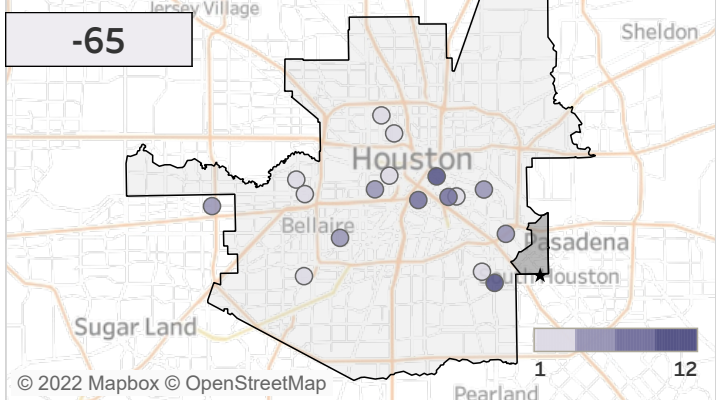 Jersey Village
-65
Sheldon
Houston
Bellaire
Pasadena
South Houston
Sugar Land
1
12
© 2022 Mapbox © OpenStreetMap
Pearland